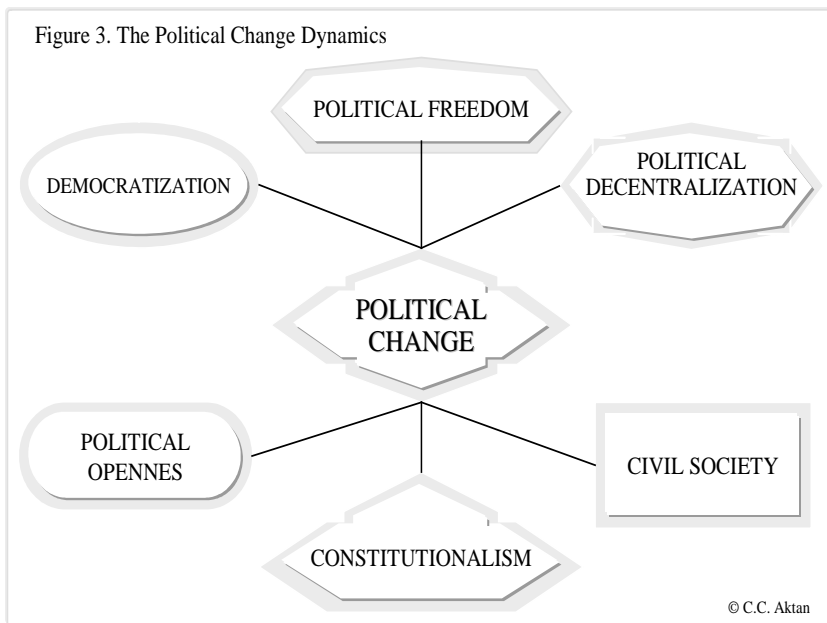 Figure 3. The Political Change Dynamics
POLITICAL FREEDOM
DEMOCRATIZATION
POLITICAL
DECENTRALIZATION
POLITICAL
CHANGE
POLITICAL
OPENNES
CIVIL SOCIETY
CONSTITUTIONALISM
© C.C. Aktan